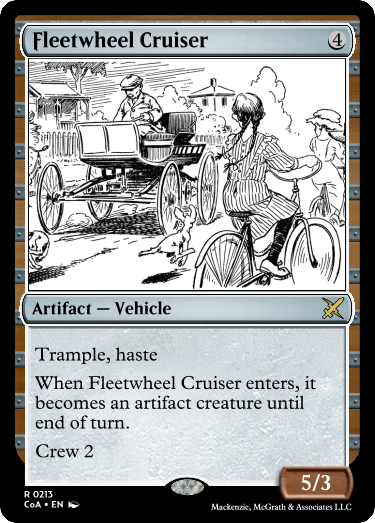 Fleetwheel Cruiser 4
Artifact — Vehicle
Trample, haste
When Fleetwheel Cruiser enters, it
becomes an artifact creature until
end of turn.
Crew 2
5/3
R 0213
CoA • EN
Mackenzie, McGrath & Associates LLC